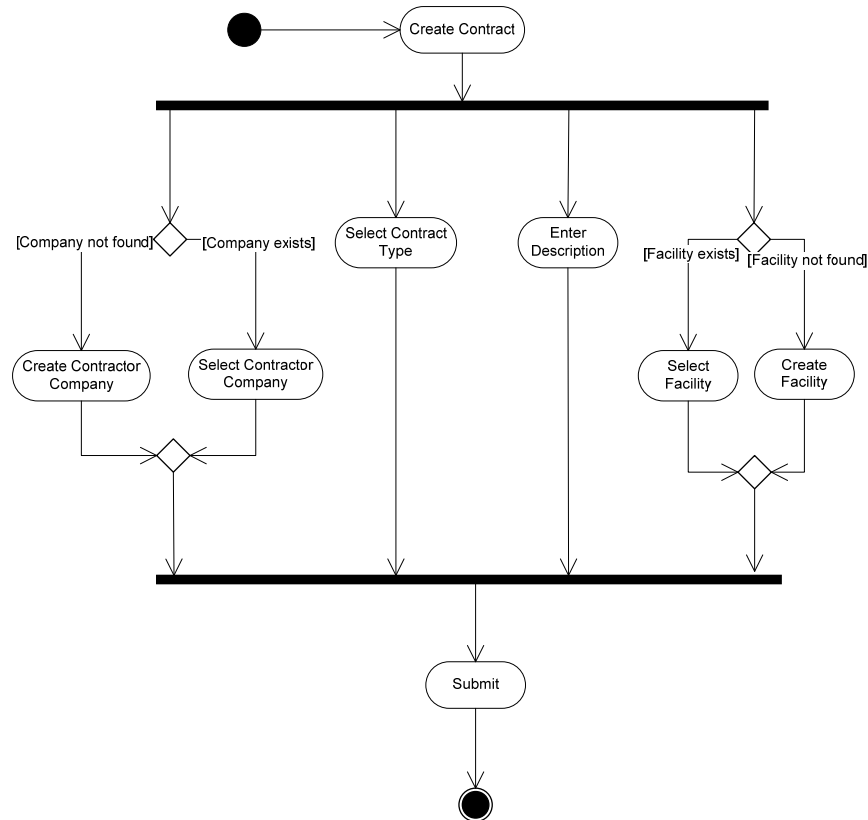 Create Contract
[Company not found]
[Company exists]
Select Contract
Type
Enter
Description
[Facility exists]
[Facility not found]
Create Contractor
Company
Select Contractor
Company
Select
Facility
Create
Facility
Submit